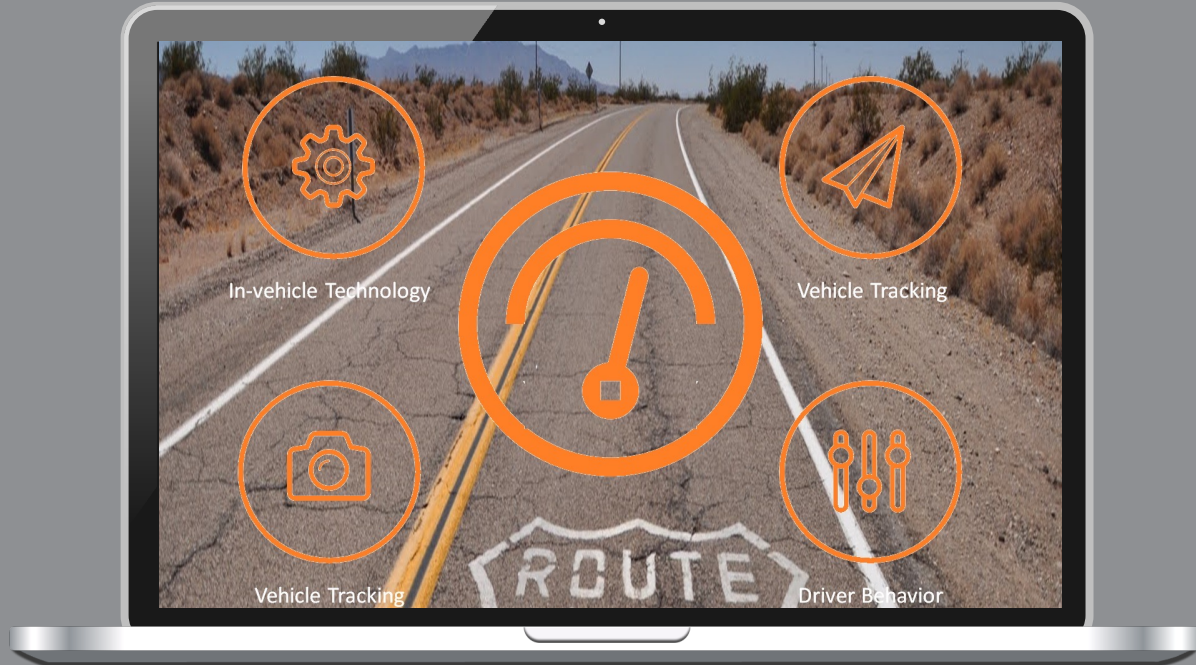 In-vehicle Technology
Vehicle Tracking
Vehicle Tracking
Driver Behavior
ROUTE